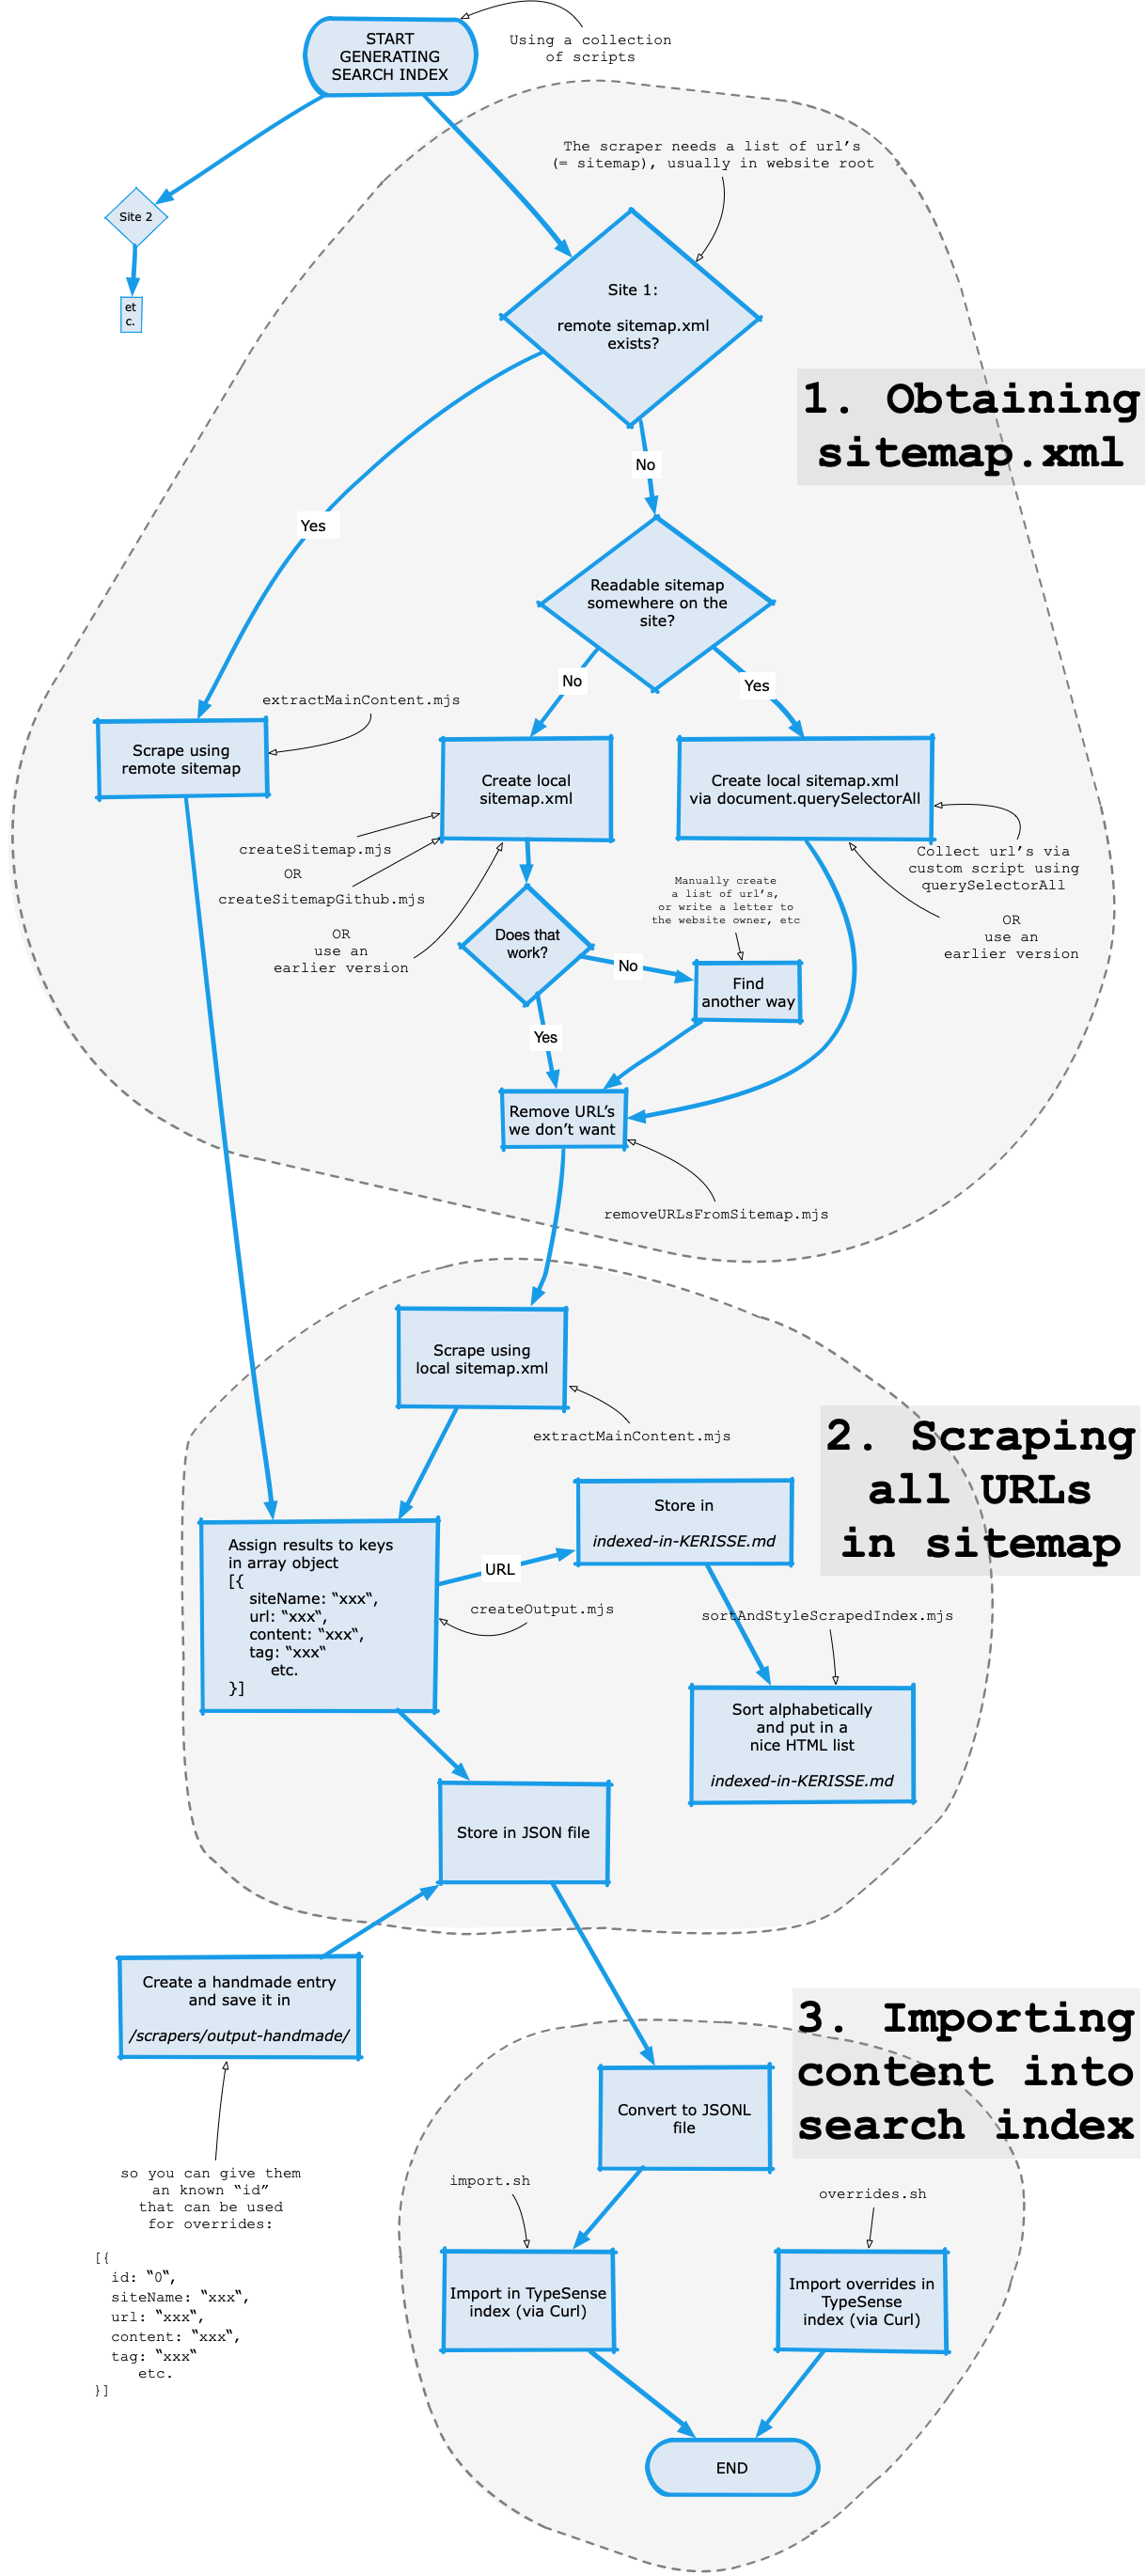 START
GENERATING
SEARCH INDEX
Using a collection
of scripts
The scraper needs a list of url’s
(= sitemap), usually in website root
Site 2
et
c.
Site 1:
remote sitemap.xml
exists?
1. Obtaining
sitemap.xml
No
Yes
Readable sitemap
somewhere on the
site?
No
Yes
extractMainContent.mjs
Scrape using
remote sitemap
Create local
sitemap.xml
Create local sitemap.xml
via document.querySelectorAll
createSitemap.mjs
OR
createSitemapGithub.mjs
OR
use an
earlier version
Collect url’s via
custom script using
querySelectorAll
OR
use an
earlier version
Manually create
a list of url’s,
or write a letter to
the website owner, etc
Does that
work?
No
Find
another way
Yes
Remove URL’s
we don’t want
removeURLsFromSitemap.mjs
Scrape using
local sitemap.xml
extractMainContent.mjs
2. Scraping
all URLs
in sitemap
Assign results to keys
in array object
[{
siteName: “xxx“,
url: “xxx“,
content: “xxx“,
tag: “xxx“
etc.
}]
URL
Store in
indexed-in-KERISSE.md
createOutput.mjs
sortAndStyleScrapedIndex.mjs
Sort alphabetically
and put in a
nice HTML list
indexed-in-KERISSE.md
Store in JSON file
Create a handmade entry
and save it in
/scrapers/output-handmade/
3. Importing
content into
search index
Convert to JSONL
file
so you can give them
an known “id”
that can be used
for overrides:
[{
id: “0“,
siteName: “xxx“,
url: “xxx“,
content: “xxx“,
tag: “xxx“
etc.
}]
import.sh
overrides.sh
Import in TypeSense
index (via Curl)
Import overrides in
TypeSense
index (via Curl)
END